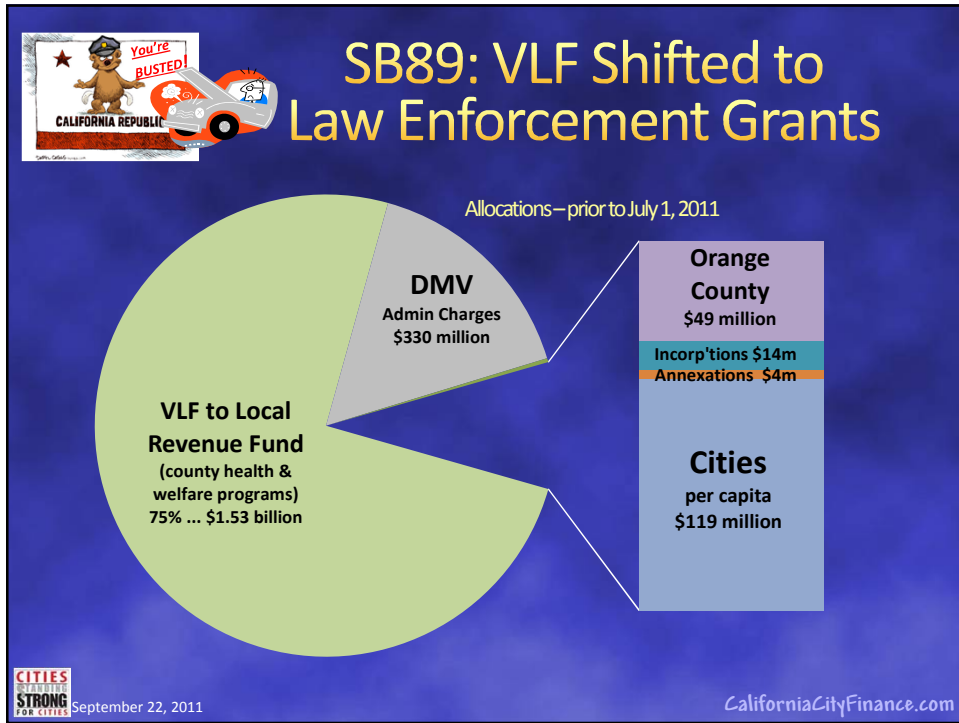 You're
BUSTED!
CALIFORNIA REPUBLIC
SB89: VLF Shifted to
Law Enforcement Grants
Allocations – prior to July 1, 2011
DMV
Admin Charges
$330 million
VLF to Local
Revenue Fund
(county health &
welfare programs)
75% ... $1.53 billion
Orange
County
$49 million
Incorp'tions $14m
Annexations $4m
Cities
per capita
$119 million
CITIES
STANDING
STRONG
FOR CITIES
September 22, 2011
CaliforniaCityFinance.com